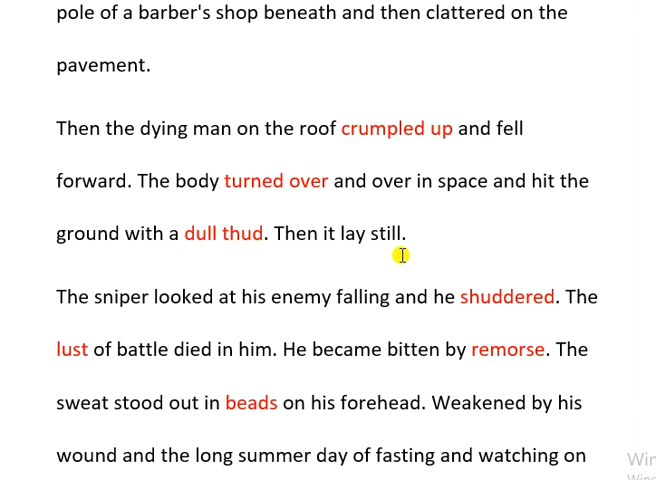 pole of a barber's shop beneath and then clattered on the
pavement.
Then the dying man on the roof crumpled up and fell
forward. The body turned over and over in space and hit the
ground with a dull thud. Then it lay still.
The sniper looked at his enemy falling and he shuddered. The
lust of battle died in him. He became bitten by remorse. The
sweat stood out in beads on his forehead. Weakened by his
wound and the long summer day of fasting and watching on